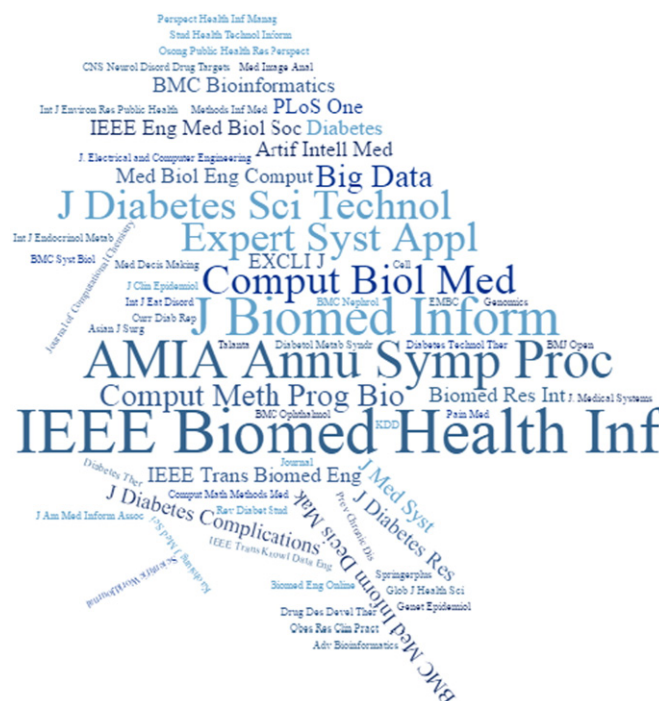 Perspect Health Inf Manag
Stud Health Technol Inform
Osong Public Health Res Perspect
CNS Neurol Disord Drug Targets
Med Image Anal
BMC Bioinformatics
Int J Environ Res Public Health
Methods Inf Med
PLoS One
IEEE Eng Med Biol Soc
Diabetes
J. Electrical and Computer Engineering
Artif Intell Med
Med Biol Eng Comput
Big Data
J Diabetes Sci Technol
Journal of Computational Chemistry
Int J Endocrinol Metab
Expert Syst Appl
BMC Syst Biol
Med Decis Making
EXCLI J
Cell
J Clin Epidemiol
Comput Biol Med
Int J Eat Disord
BMC Nephrol
EMBC
Genomics
Curr Diab Rep
J Biomed Inform
Asian J Surg
Talanta
Diabetol Metab Syndr
Diabetes Technol Ther
BMJ Open
AMIA Annu Symp Proc
Comput Meth Prog Bio
Biomed Res Int
J. Medical Systems
BMC Ophthalmol
Pain Med
KDD
IEEE Biomed Health Inf
Diabetes Ther
Journal
IEEE Trans Biomed Eng
J Med Syst
Comput Math Methods Med
J Diabetes Complications
Rev Diabet Stud
J Am Med Inform Assoc
Kaohsiung J Med Sci
ScientificWorldJournal
IEEE Trans Knowl Data Eng
Prev Chronic Dis
J Diabetes Res
BMC Med Inform Decis Mak
Springerplus
Biomed Eng Online
Glob J Health Sci
Genet Epidemiol
Drug Des Devel Ther
Obes Res Clin Pract
Adv Bioinformatics